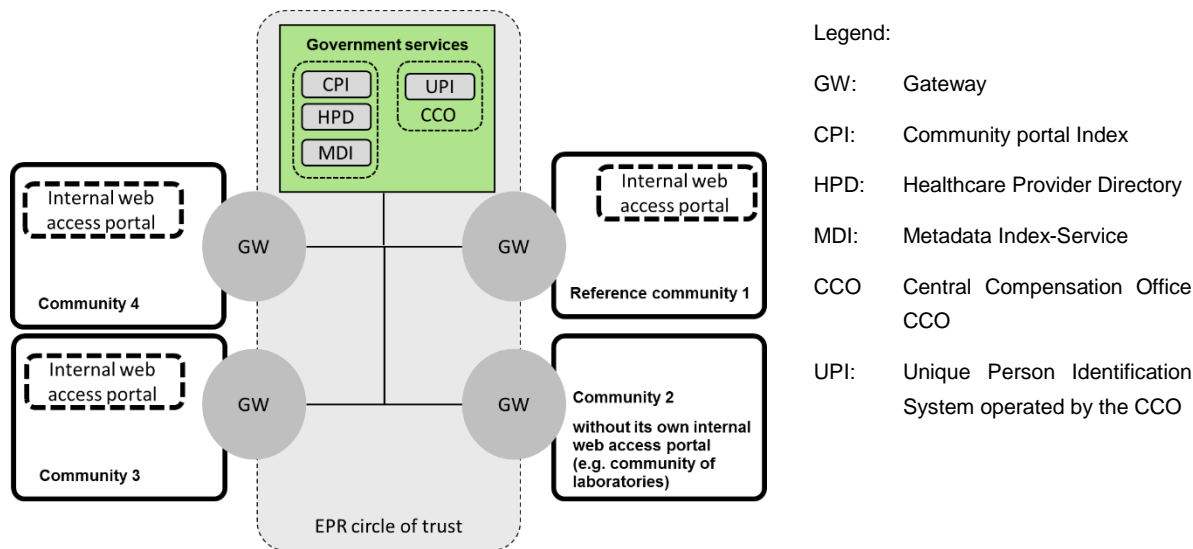 Government services
CPI
HPD
MDI
UPI
CCO
Internal web
access portal
GW
Community 4
Internal web
access portal
GW
Reference community 1
Internal web
access portal
GW
Community 3
GW
Community 2
without its own internal
web access portal
(e.g. community of
laboratories)
EPR circle of trust
Legend:
GW: Gateway
CPI: Community portal Index
HPD: Healthcare Provider Directory
MDI: Metadata Index-Service
CCO Central Compensation Office
CCO
UPI: Unique Person Identification
System operated by the CCO